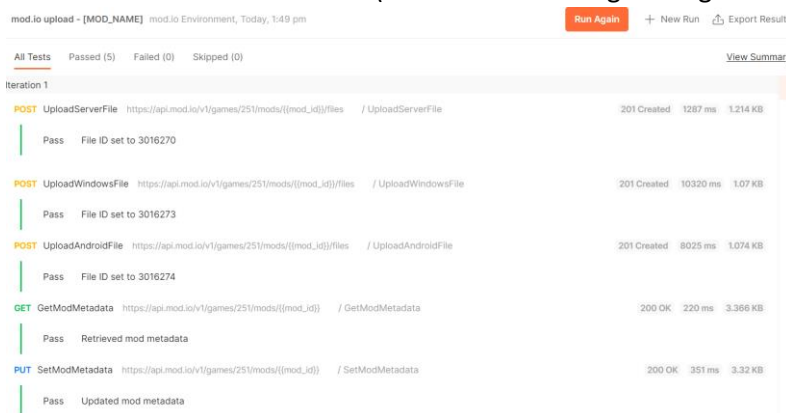 mod.io upload - [MOD_NAME] mod.io Environment, Today, 1:49 pm Run Again + New Run Export Result
All Tests Passed (5) Failed (0) Skipped (0) View Summar
Iteration 1
POST UploadServerFile https://api.mod.io/v1/games/251/mods/{{mod_id}}/files / UploadServerFile 201 Created 1287 ms 1.214 KB
Pass File ID set to 3016270
POST UploadWindowsFile https://api.mod.io/v1/games/251/mods/{{mod_id}}/files / UploadWindowsFile 201 Created 10320 ms 1.07 KB
Pass File ID set to 3016273
POST UploadAndroidFile https://api.mod.io/v1/games/251/mods/{{mod_id}}/files / UploadAndroidFile 201 Created 8025 ms 1.074 KB
Pass File ID set to 3016274
GET GetModMetadata https://api.mod.io/v1/games/251/mods/{{mod_id}} / GetModMetadata 200 OK 220 ms 3.366 KB
Pass Retrieved mod metadata
PUT SetModMetadata https://api.mod.io/v1/games/251/mods/{{mod_id}} / SetModMetadata 200 OK 351 ms 3.32 KB
Pass Updated mod metadata